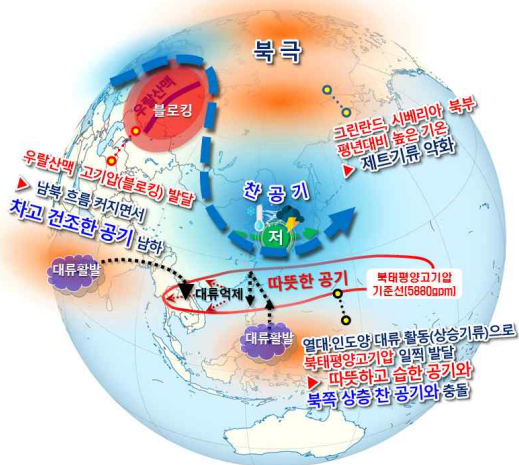 북극
우랄산맥
블로킹
그린란드, 시베리아 북부
평년대비 높은 기온
▶ 제트기류 약화
우랄산맥 고기압(블로킹) 발달
▶ 남북 흐름 커지면서
차고 건조한 공기 남하
찬 공기
저
대류활발
대류억제
따뜻한 공기
북태평양고기압
기준선(5880gpm)
대류활발
열대 인도양 대류 활동(상승기류)으로
북태평양고기압 일찍 발달
▶ 따뜻하고 습한 공기와
북쪽 상층 찬 공기와 충돌